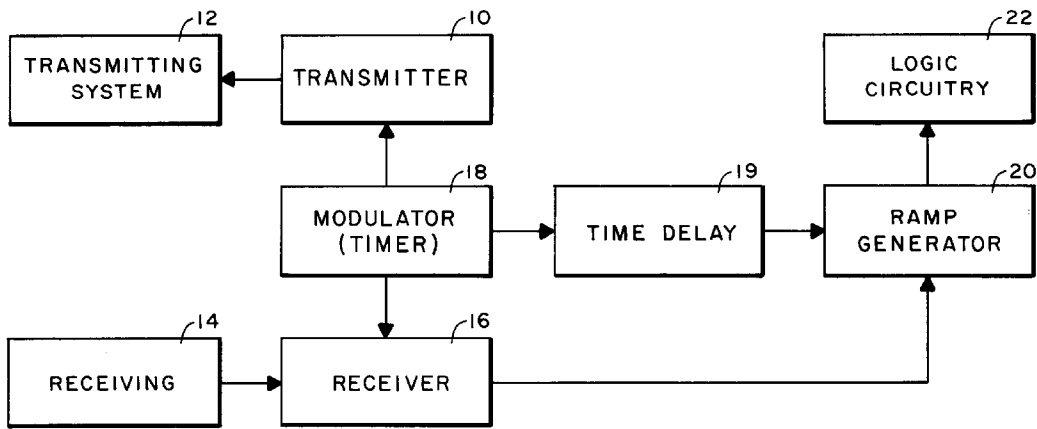 12
TRANSMITTING
SYSTEM
10
TRANSMITTER
22
LOGIC
CIRCUITRY
18
MODULATOR
(TIMER)
19
TIME DELAY
20
RAMP
GENERATOR
14
RECEIVING
16
RECEIVER